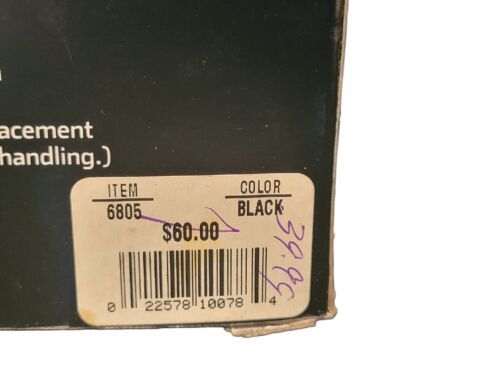 acement
handling.)
ITEM
6805
COLOR
BLACK
$60.00
39.99
0 22578 10078 4